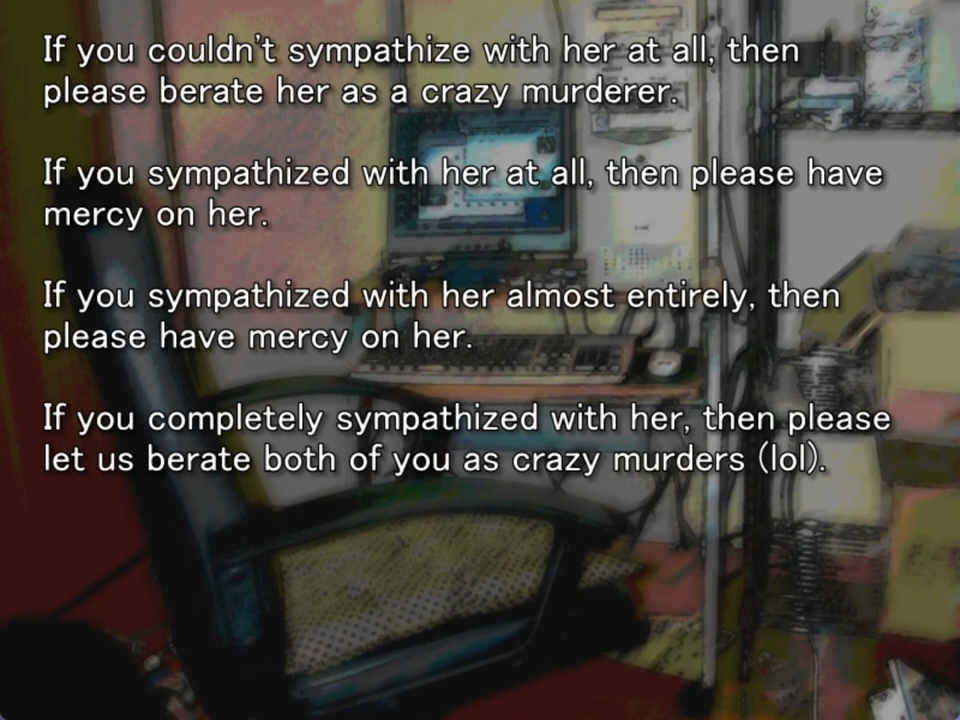 If you couldn't sympathize with her at all, then
please berate her as a crazy murderer.
If you sympathized with her at all, then please have
mercy on her.
If you sympathized with her almost entirely, then
please have mercy on her.
If you completely sympathized with her, then please
let us berate both of you as crazy murders (lol).